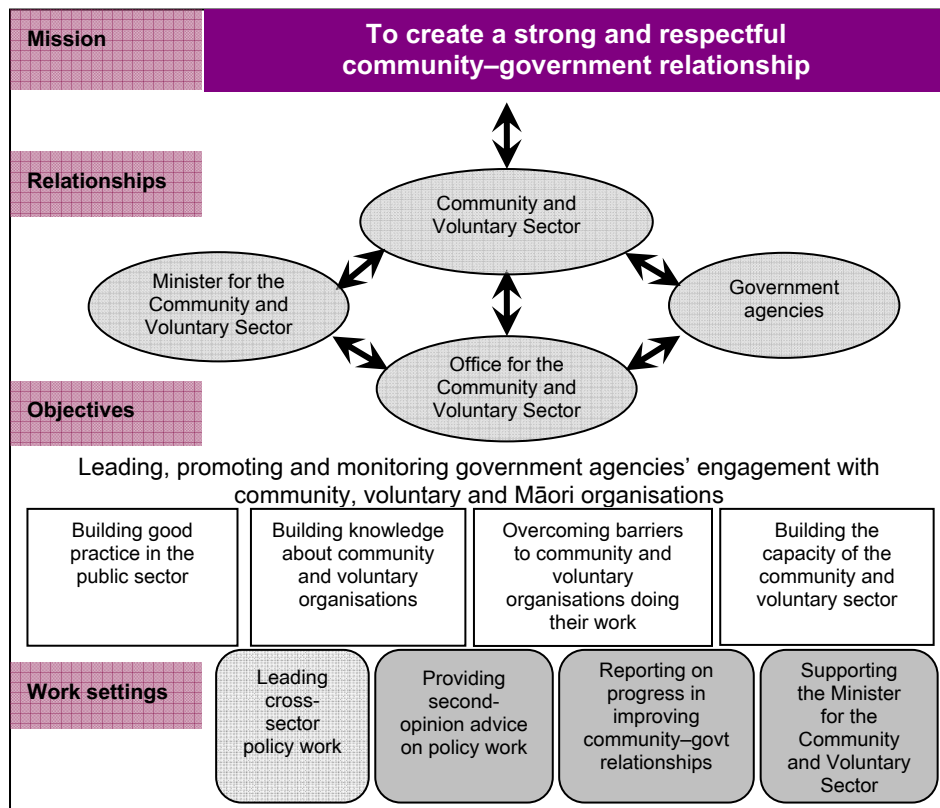 Mission
To create a strong and respectful
community–government relationship
Relationships
Community and
Voluntary Sector
Minister for the
Community and
Voluntary Sector
Government
agencies
Office for the
Community and
Voluntary Sector
Objectives
Leading, promoting and monitoring government agencies’ engagement with
community, voluntary and Māori organisations
Building good
practice in the
public sector
Building knowledge
about community
and voluntary
organisations
Overcoming barriers
to community and
voluntary
organisations doing
their work
Building the
capacity of the
community and
voluntary sector
Work settings
Leading
cross-
sector
policy work
Providing
second-
opinion advice
on policy work
Reporting on
progress in
improving
community–govt
relationships
Supporting
the Minister
for the
Community
and Voluntary
Sector